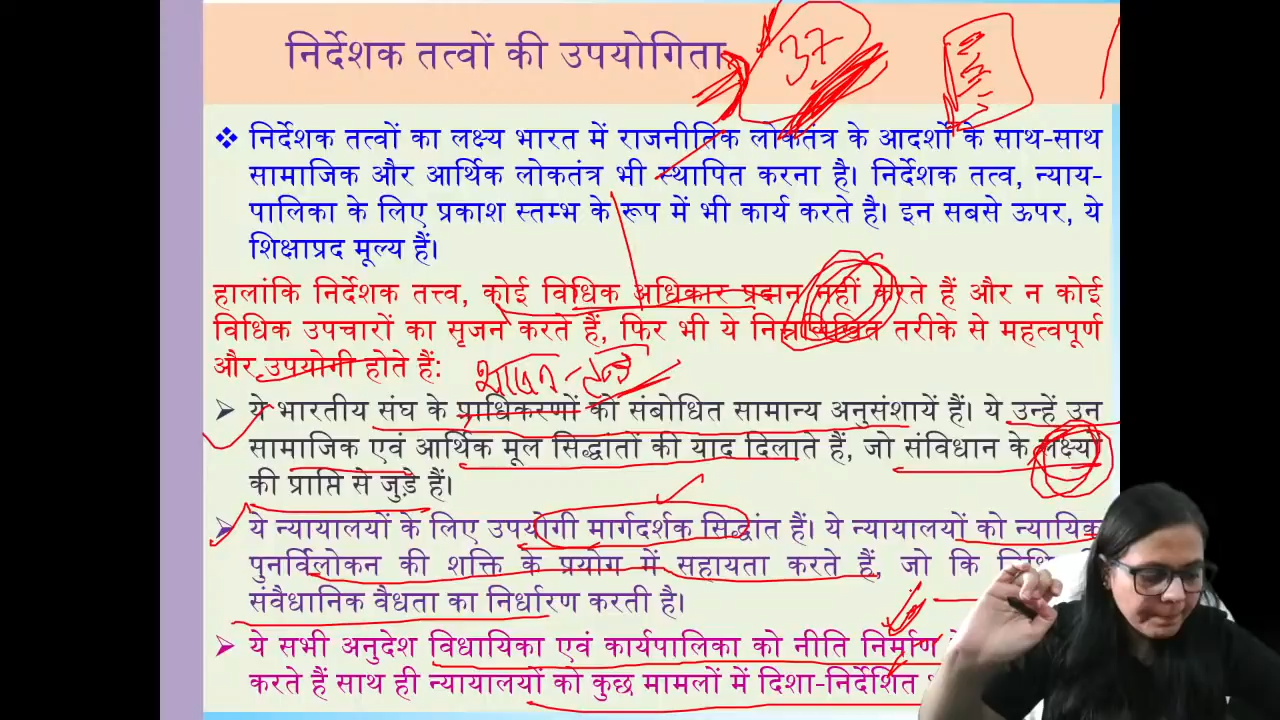 निर्देशक तत्वों की उपयोगिता
37
❖ निर्देशक तत्वों का लक्ष्य भारत में राजनीतिक लोकतंत्र के आदर्शों के साथ-साथ
सामाजिक और आर्थिक लोकतंत्र भी स्थापित करना है। निर्देशक तत्व, न्याय-
पालिका के लिए प्रकाश स्तम्भ के रूप में भी कार्य करते है। इन सबसे ऊपर, ये
शिक्षाप्रद मूल्य हैं।
हालांकि निर्देशक तत्त्व, कोई विधिक अधिकार प्रदान नहीं करते हैं और न कोई
विधिक उपचारों का सृजन करते हैं, फिर भी ये निम्नलिखित तरीके से महत्वपूर्ण
और उपयोगी होते हैं:
➢ ये भारतीय संघ के प्राधिकरणों को संबोधित सामान्य अनुसंशायें हैं। ये उन्हें उन
सामाजिक एवं आर्थिक मूल सिद्धांतों की याद दिलाते हैं, जो संविधान के लक्ष्यों
की प्राप्ति से जुड़े हैं।
➢ ये न्यायालयों के लिए उपयोगी मार्गदर्शक सिद्धांत हैं। ये न्यायालयों को न्यायिक
पुनर्विलोकन की शक्ति के प्रयोग में सहायता करते हैं, जो कि
संवैधानिक वैधता का निर्धारण करती है।
➢ ये सभी अनुदेश विधायिका एवं कार्यपालिका को नीति निर्माण
करते हैं साथ ही न्यायालयों को कुछ मामलों में दिशा-निर्देशित